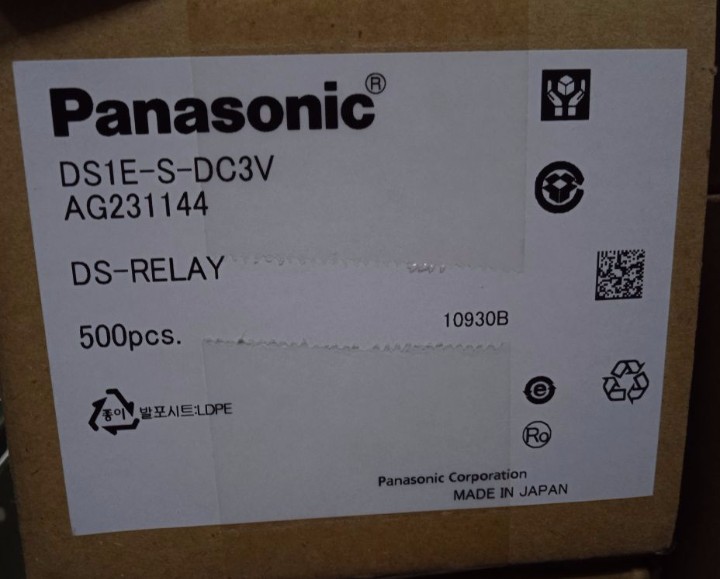 Panasonic®
DS1E-S-DC3V
AG231144
DS-RELAY
10930B
500pcs.
종이 발포시트:LDPE
e
Ro
Panasonic Corporation
MADE IN JAPAN